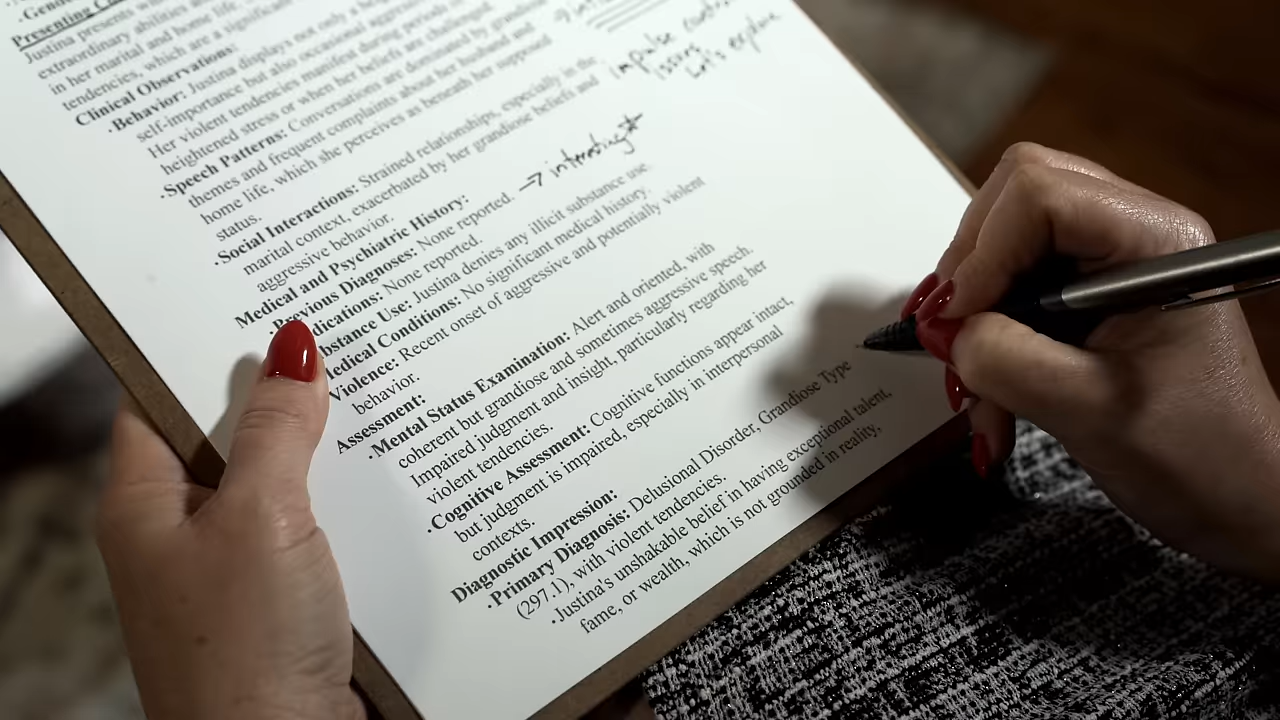 ·Gend
Presenting C
Justina presents wi
extraordinary abilities an
in her marital and home life,
tendencies, which are a signific
Clinical Observations:
·Behavior: Justina displays not only a h
self-importance but also occasional aggress
Her violent tendencies manifest during periods
heightened stress or when her beliefs are challenged.
·Speech Patterns: Conversations are dominated by grandio
themes and frequent complaints about her husband and
home life, which she perceives as beneath her supposed
status.
impulse control
issues
let's explore
·Social Interactions: Strained relationships, especially in the
marital context, exacerbated by her grandiose beliefs and
aggressive behavior.
Medical and Psychiatric History:
·Previous Diagnoses: None reported. → interesting*
dications: None reported.
bstance Use: Justina denies any illicit substance use.
Medical Conditions: No significant medical history.
Violence: Recent onset of aggressive and potentially violent
behavior.
Assessment:
·Mental Status Examination: Alert and oriented, with
coherent but grandiose and sometimes aggressive speech.
Impaired judgment and insight, particularly regarding her
violent tendencies.
·Cognitive Assessment: Cognitive functions appear intact,
but judgment is impaired, especially in interpersonal
contexts.
Diagnostic Impression:
·Primary Diagnosis: Delusional Disorder, Grandiose Type
(297.1), with violent tendencies.
·Justina's unshakable belief in having exceptional talent,
fame, or wealth, which is not grounded in reality,